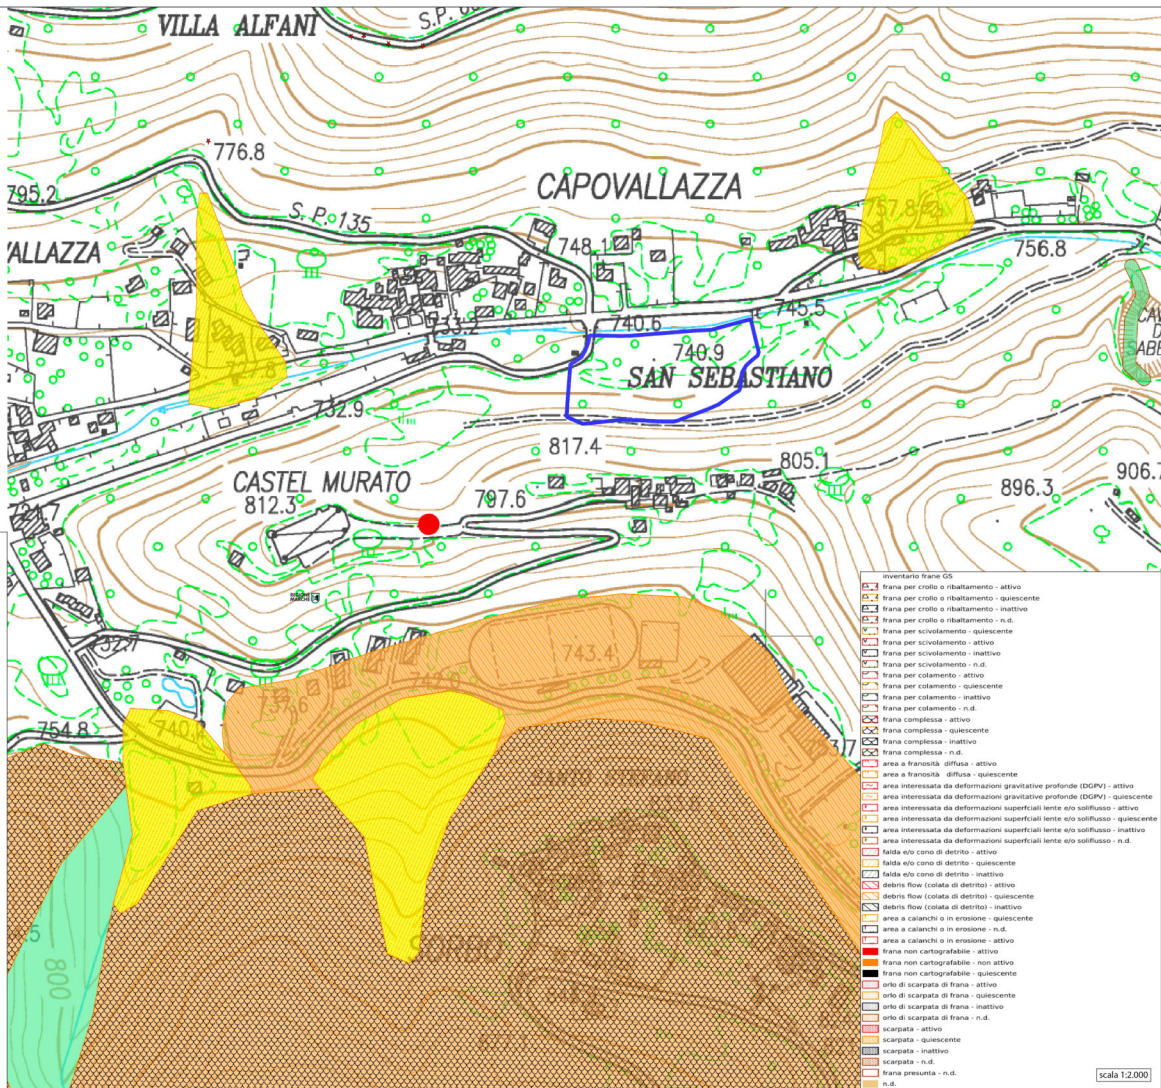 VILLA ALFANI
S.P.
776.8
795.2
S. P. 135
CAPOVALLAZZA
757.8
748.1
756.8
VALLAZZA
733.2
740.6
745.5
740.9
SAN SEBASTIANO
732.9
817.4
805.1
CASTEL MURATO
812.3
797.6
896.3
906.7
REGIONE
MARCHE
732.7
743.4
754.8
740.
800
inventario frane GS
frana per crollo o ribaltamento - attivo
frana per crollo o ribaltamento - quiescente
frana per crollo o ribaltamento - inattivo
frana per crollo o ribaltamento - n.d.
frana per scivolamento - quiescente
frana per scivolamento - attivo
frana per scivolamento - inattivo
frana per scivolamento - n.d.
frana per colamento - attivo
frana per colamento - quiescente
frana per colamento - inattivo
frana per colamento - n.d.
frana complessa - attivo
frana complessa - quiescente
frana complessa - inattivo
frana complessa - n.d.
area a franosità diffusa - attivo
area a franosità diffusa - quiescente
area interessata da deformazioni gravitative profonde (DGPV) - attivo
area interessata da deformazioni gravitative profonde (DGPV) - quiescente
area interessata da deformazioni superfciali lente e/o soliflusso - attivo
area interessata da deformazioni superfciali lente e/o soliflusso - quiescente
area interessata da deformazioni superfciali lente e/o soliflusso - inattivo
area interessata da deformazioni superfciali lente e/o soliflusso - n.d.
falda e/o cono di detrito - attivo
falda e/o cono di detrito - quiescente
falda e/o cono di detrito - inattivo
debris flow (colata di detrito) - attivo
debris flow (colata di detrito) - quiescente
debris flow (colata di detrito) - inattivo
area a calanchi o in erosione - quiescente
area a calanchi o in erosione - n.d.
area a calanchi o in erosione - attivo
frana non cartografabile - attivo
frana non cartografabile - non attivo
frana non cartografabile - quiescente
orlo di scarpata di frana - attivo
orlo di scarpata di frana - quiescente
orlo di scarpata di frana - inattivo
orlo di scarpata di frana - n.d.
scarpata - attivo
scarpata - quiescente
scarpata - inattivo
scarpata - n.d.
frana presunta - n.d.
n.d.
scala 1:2.000